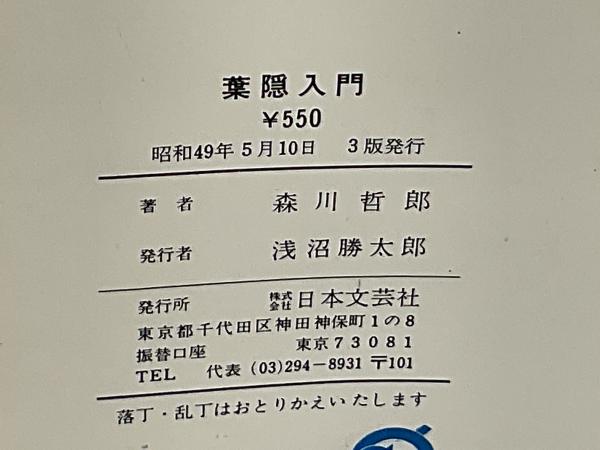 葉隠入門
¥550
昭和49年5月10日 3版発行
著者 森川哲郎
発行者 浅沼勝太郎
発行所 株式会社日本文芸社
東京都千代田区神田神保町1の8
振替口座 東京73081
TEL 代表 (03)294-8931 〒101
落丁・乱丁はおとりかえいたします